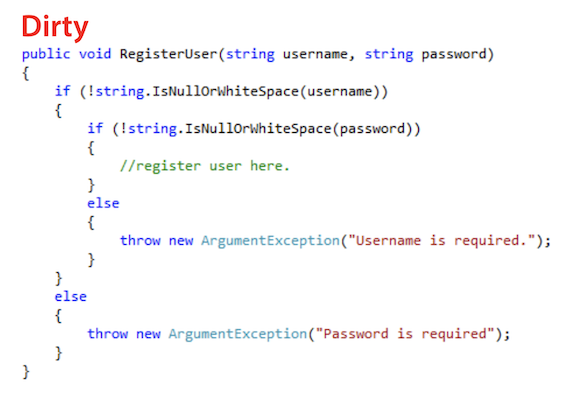 Dirty
public void RegisterUser(string username, string password)
{
    if (!string.IsNullOrWhiteSpace(username))
    {
        if (!string.IsNullOrWhiteSpace(password))
        {
            //register user here.
        }
        else
        {
            throw new ArgumentException("Username is required.");
        }
    }
    else
    {
        throw new ArgumentException("Password is required");
    }
}